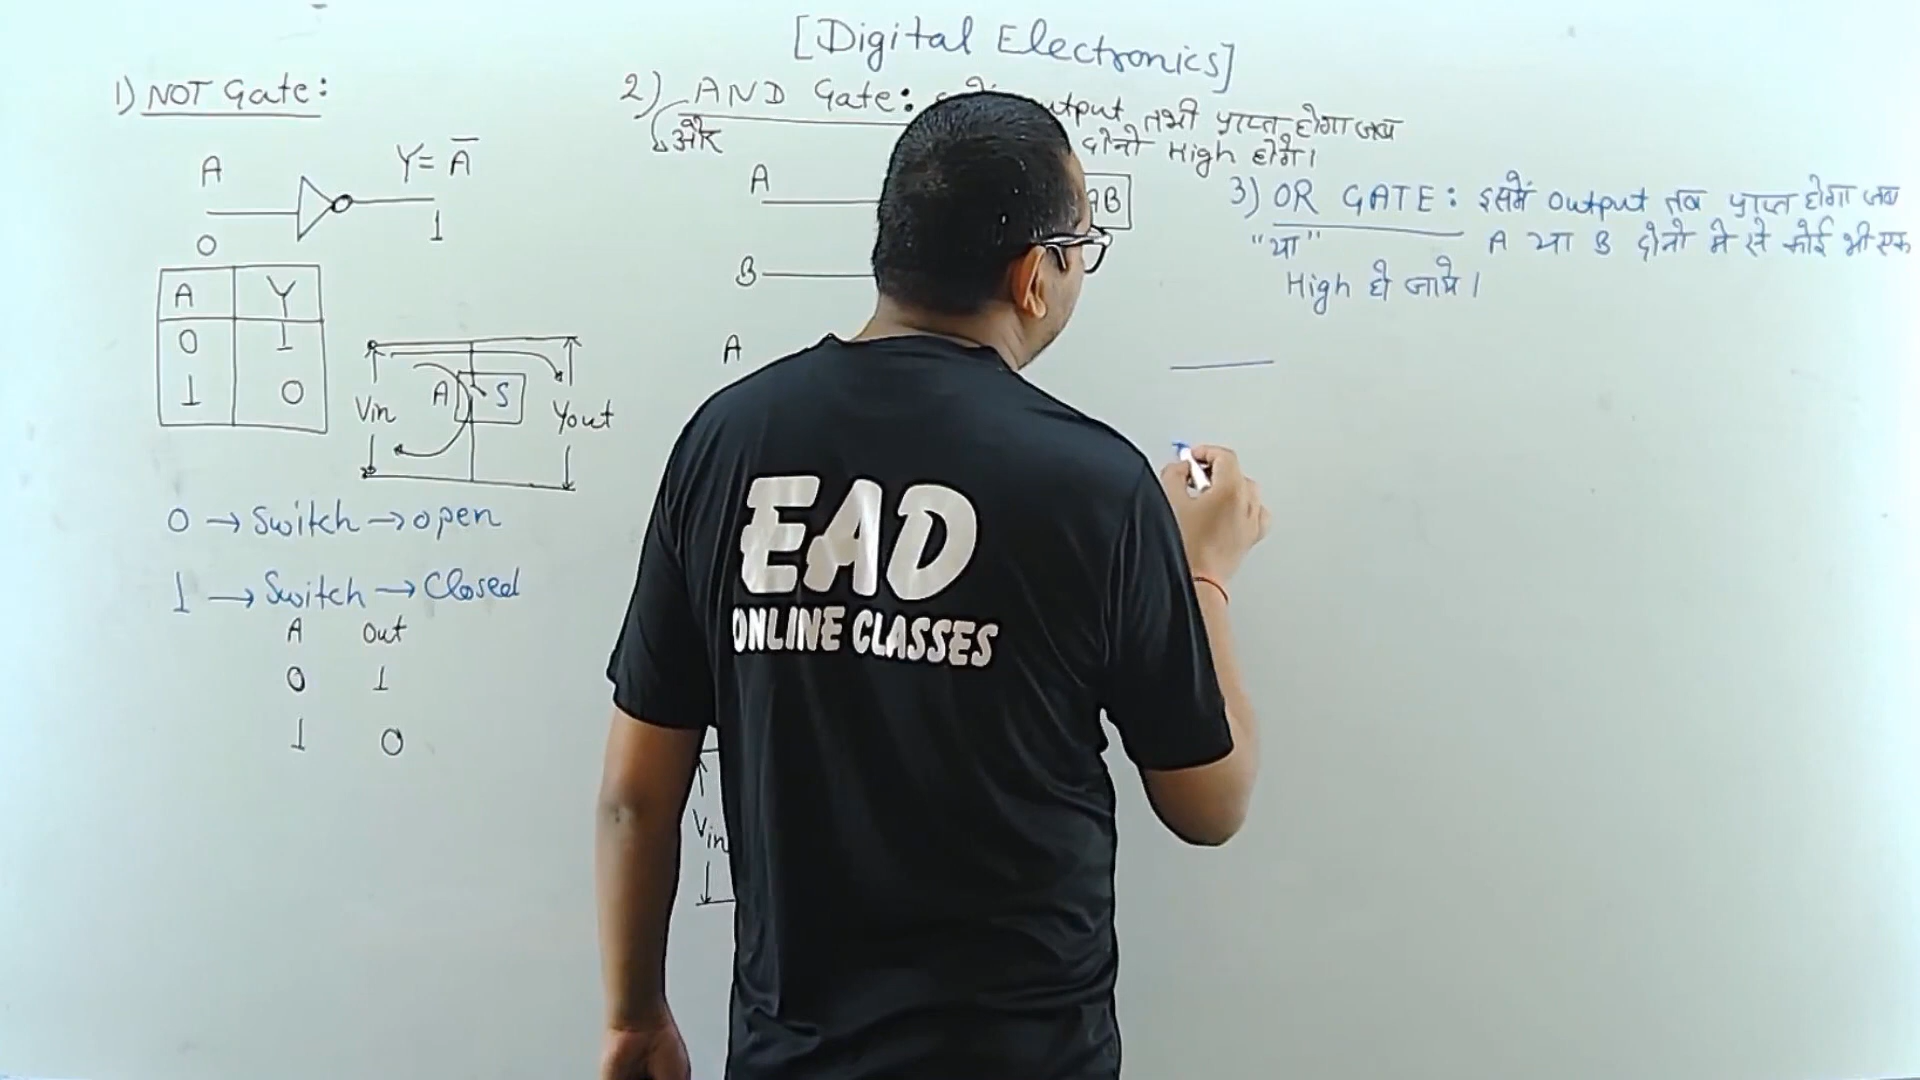 [Digital Electronics]
1) NOT Gate:
A
Y = A̅
0
1
A Y
0 1
1 0
Vin
A
S
Yout
0 → Switch → open
1 → Switch → Closed
A Out
0 1
1 0
2) AND Gate: output तभी प्राप्त होगा जब
और
दोनो High होंगे।
A
AB
B
A
Vin
3) OR GATE: इसमें output तब प्राप्त होगा जब
"या" A या B दोनो मे से कोई भी एक
High हो जाये।
EAD
ONLINE CLASSES